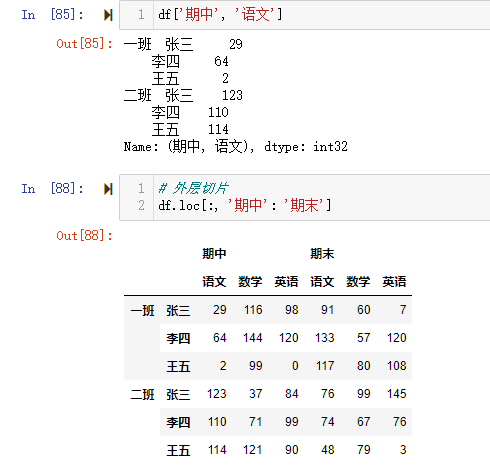 In [85]: 1 df['期中', '语文']
Out[85]: 一班 张三 29
李四 64
王五 2
二班 张三 123
李四 110
王五 114
Name: (期中, 语文), dtype: int32
In [88]: 1 # 外层切片
2 df.loc[:, '期中': '期末']
Out[88]:
期中 期末
语文 数学 英语 语文 数学 英语
一班 张三 29 116 98 91 60 7
李四 64 144 120 133 57 120
王五 2 99 0 117 80 108
二班 张三 123 37 84 76 99 145
李四 110 71 99 74 67 76
王五 114 121 90 48 79 3